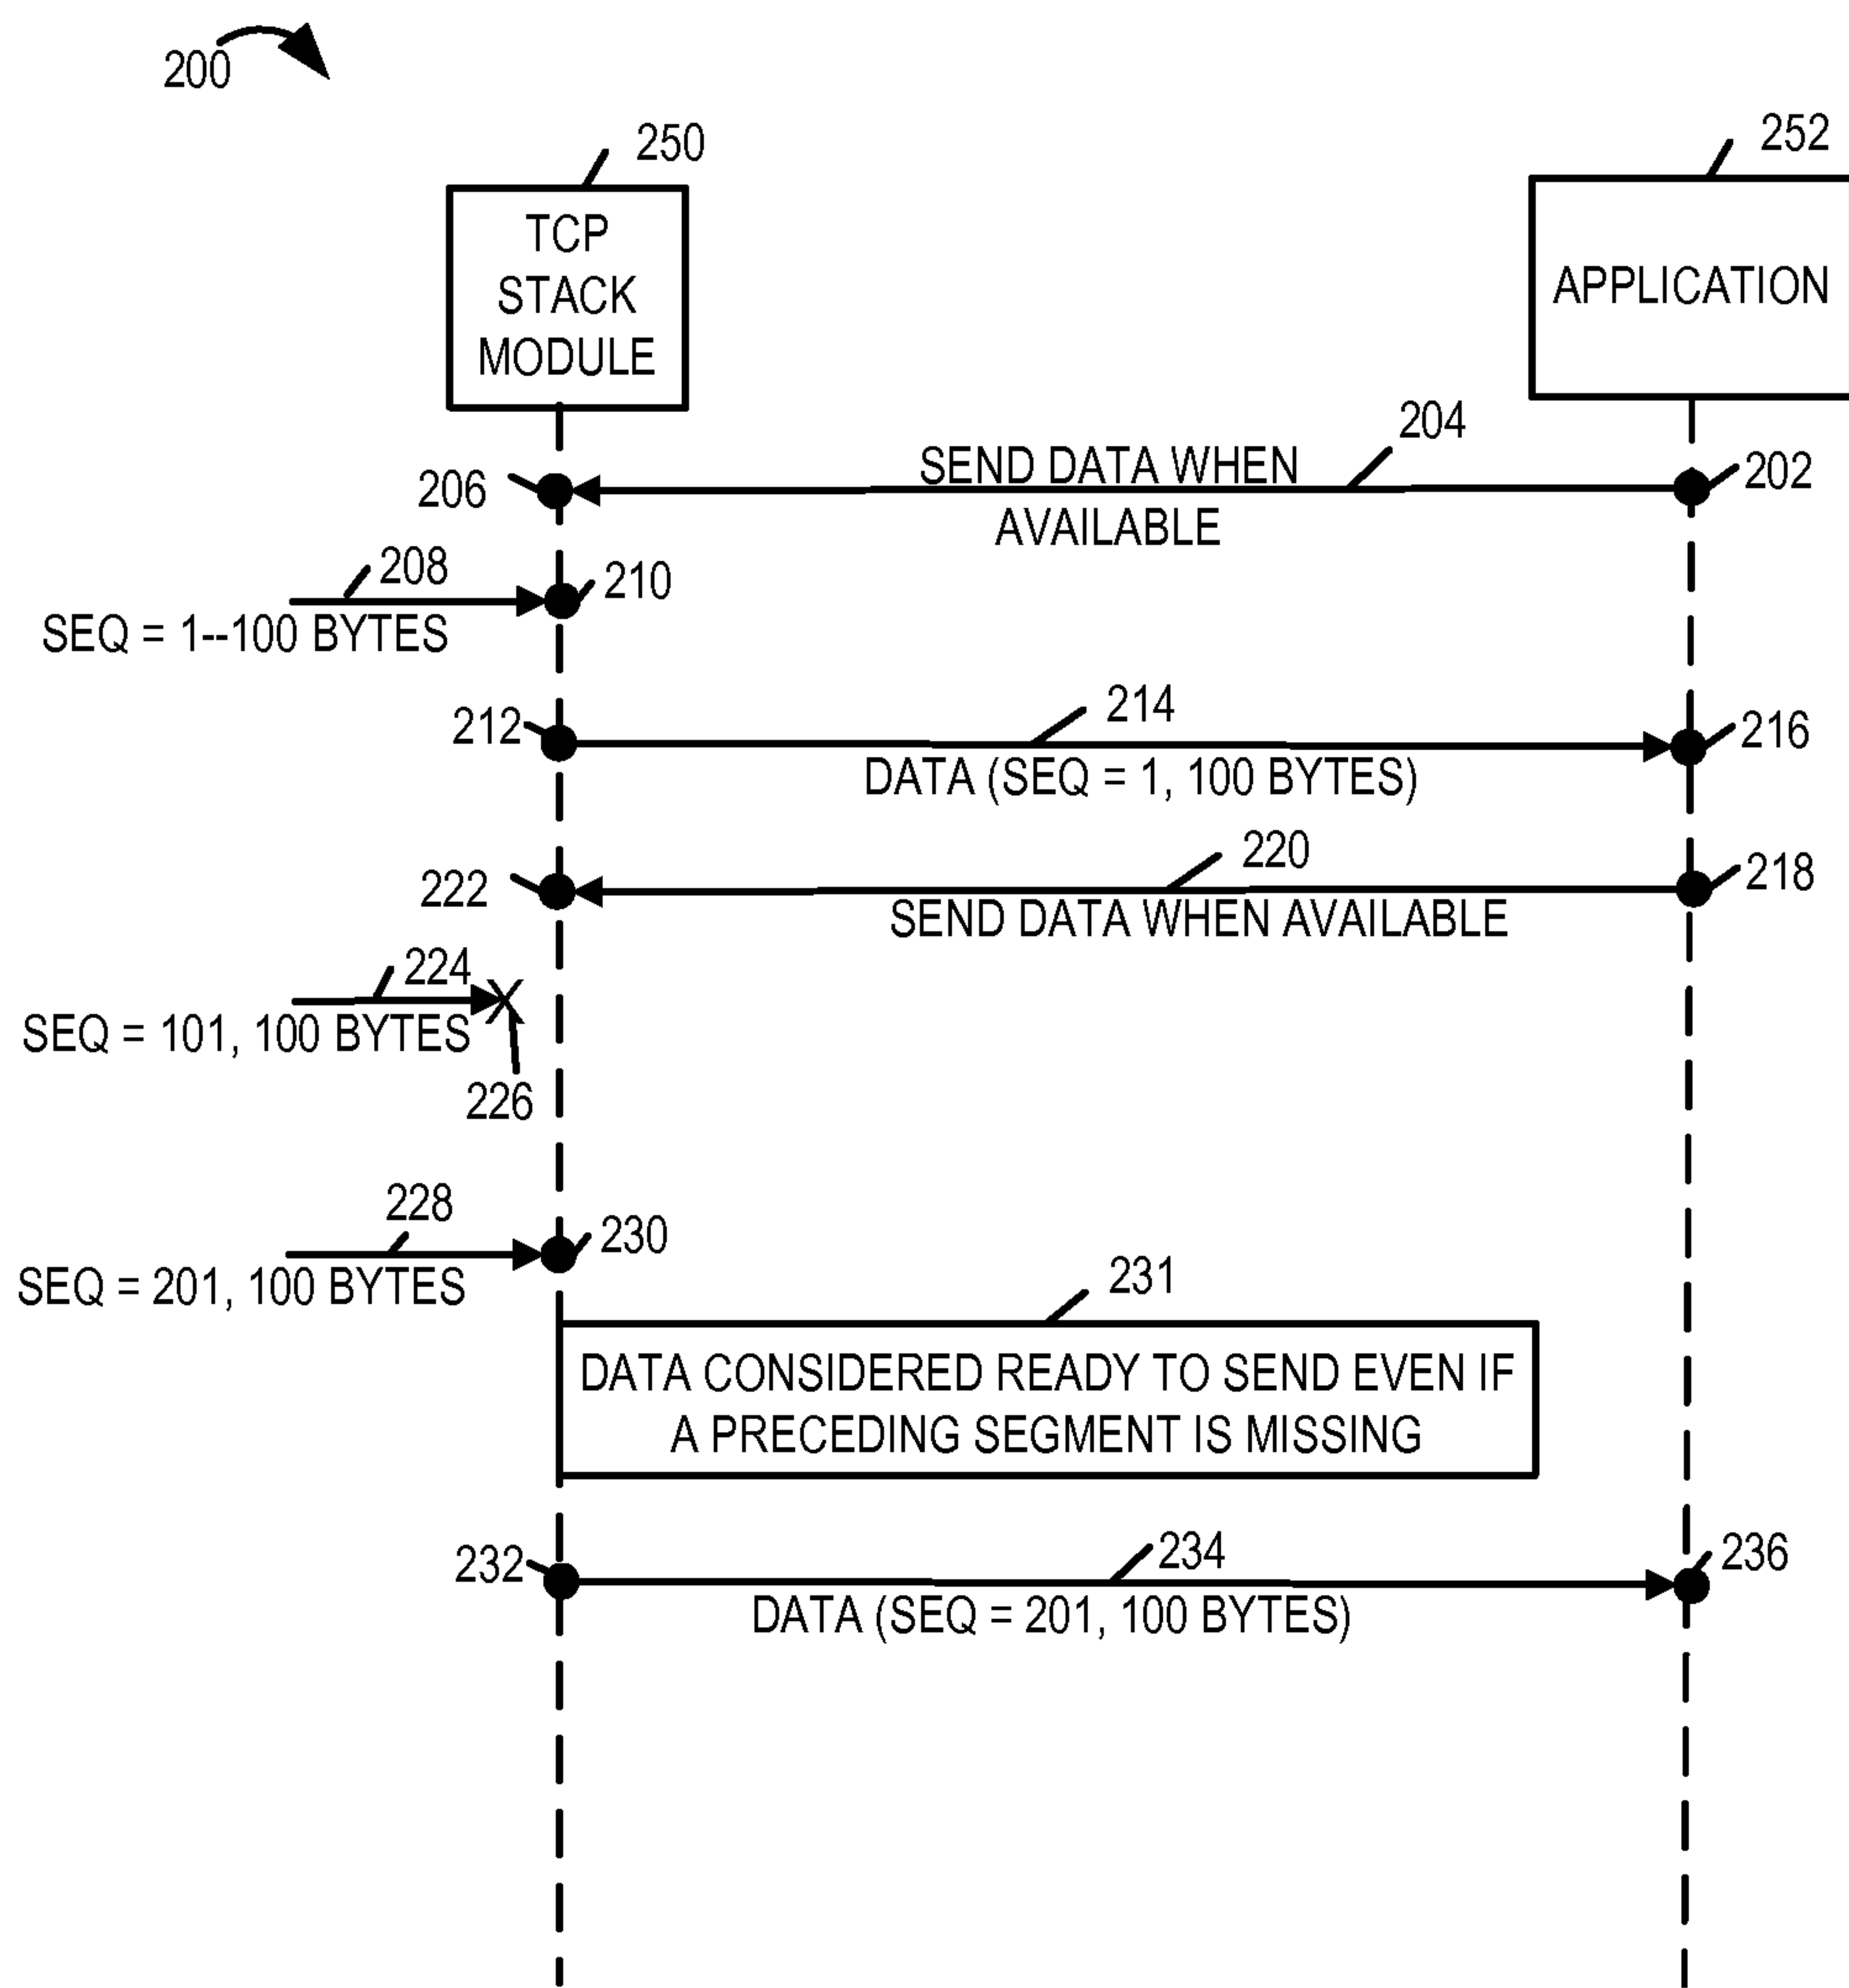 200
250
252
TCP
STACK
MODULE
APPLICATION
204
SEND DATA WHEN
AVAILABLE
202
206
208
210
SEQ = 1--100 BYTES
212
214
216
DATA (SEQ = 1, 100 BYTES)
220
218
222
SEND DATA WHEN AVAILABLE
224
SEQ = 101, 100 BYTES
226
228
230
SEQ = 201, 100 BYTES
231
DATA CONSIDERED READY TO SEND EVEN IF
A PRECEDING SEGMENT IS MISSING
232
234
236
DATA (SEQ = 201, 100 BYTES)